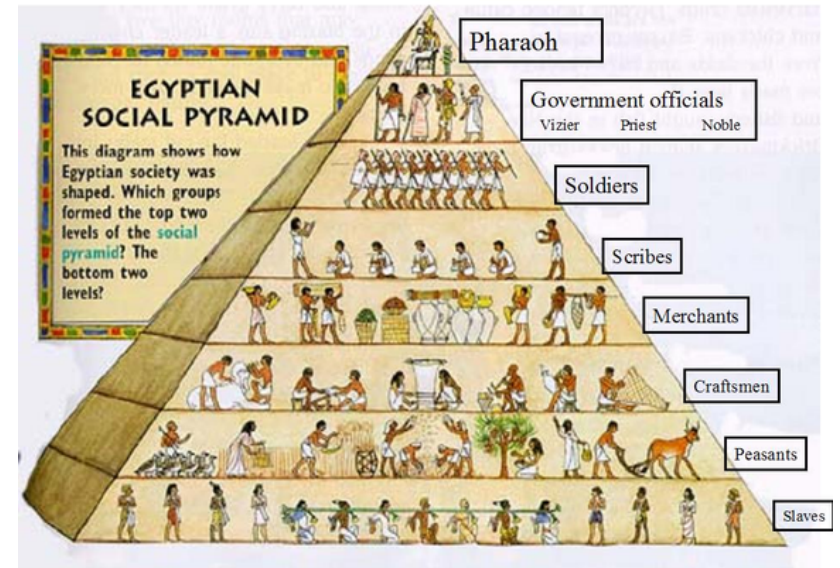 EGYPTIAN
SOCIAL PYRAMID
This diagram shows how
Egyptian society was
shaped. Which groups
formed the top two
levels of the social
pyramid? The
bottom two
levels?
Pharaoh
Government officials
Vizier Priest Noble
Soldiers
Scribes
Merchants
Craftsmen
Peasants
Slaves